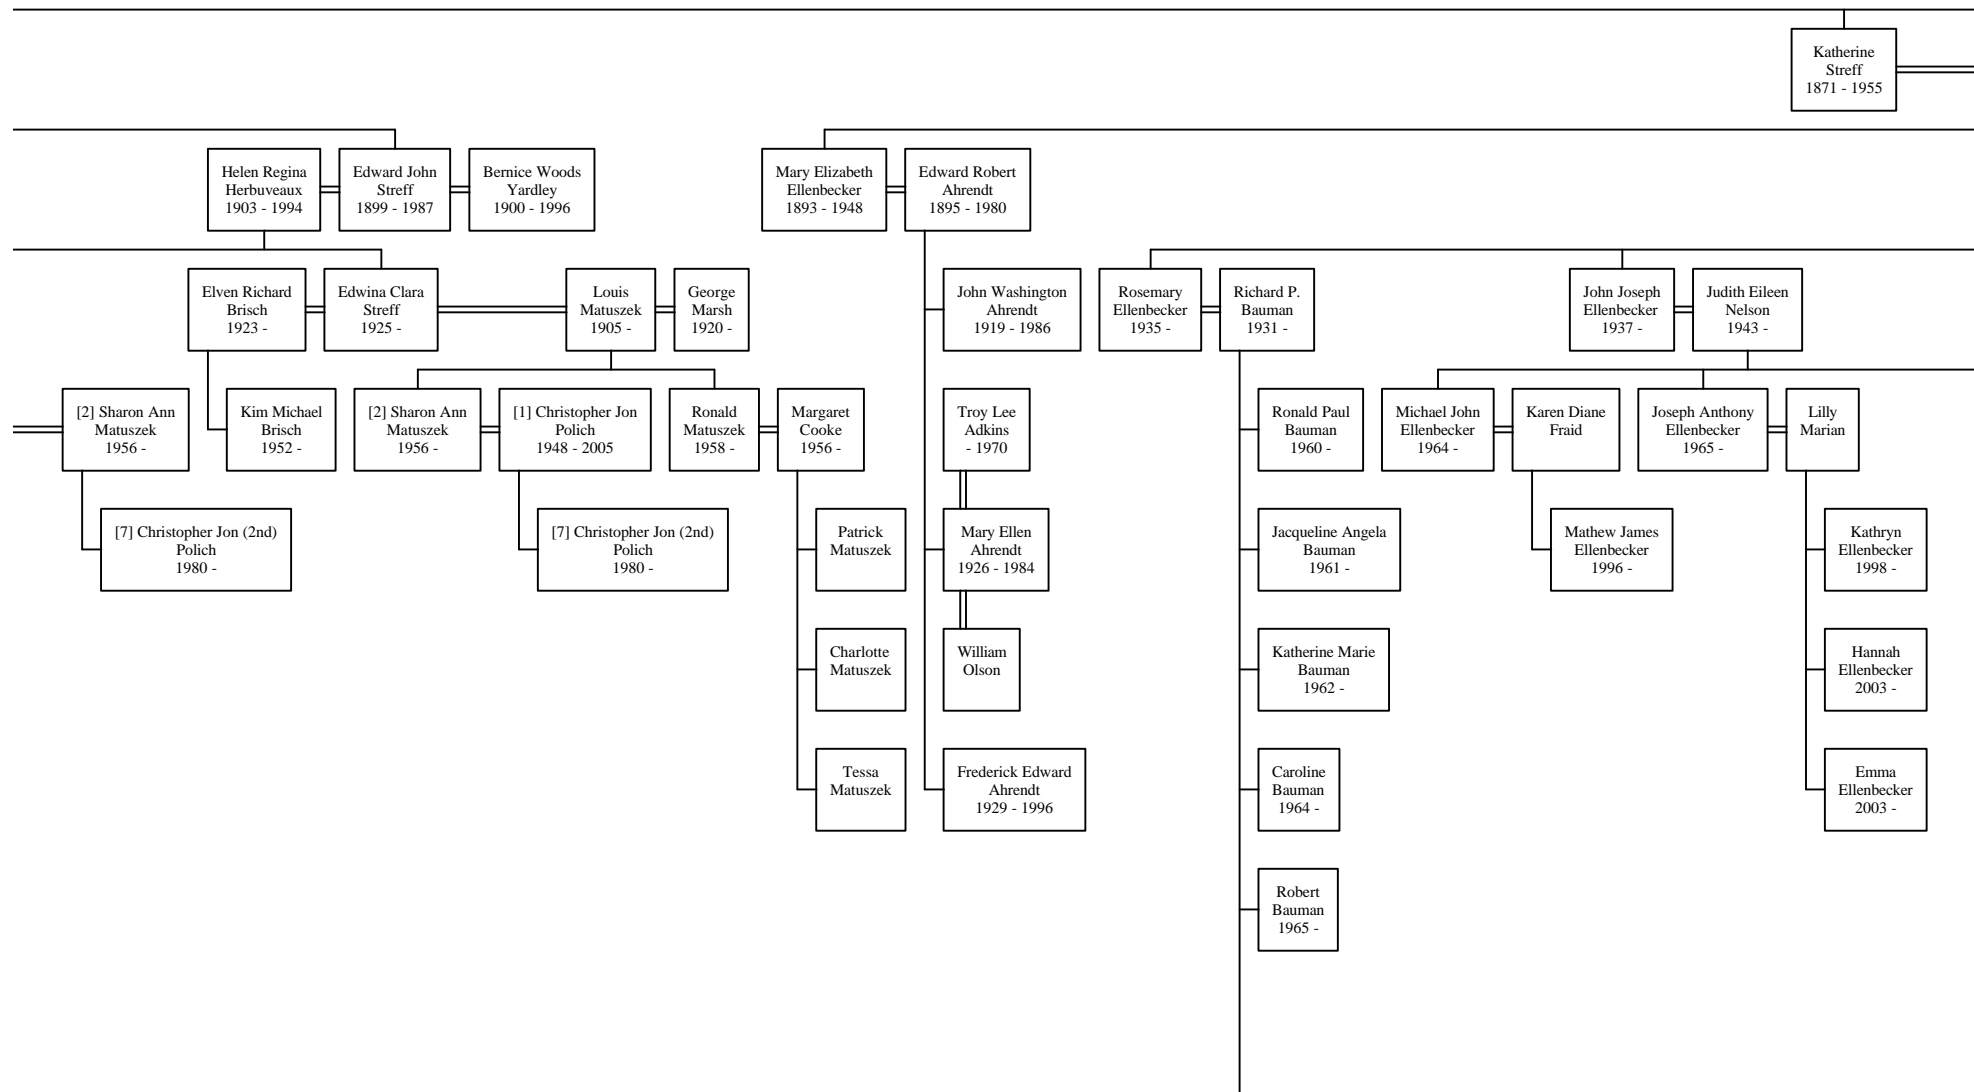 Katherine
Streff
1871 - 1955
Helen Regina
Herbuveaux
1903 - 1994
Edward John
Streff
1899 - 1987
Bernice Woods
Yardley
1900 - 1996
Mary Elizabeth
Ellenbecker
1893 - 1948
Edward Robert
Ahrendt
1895 - 1980
Elven Richard
Brisch
1923 -
Edwina Clara
Streff
1925 -
Louis
Matuszek
1905 -
George
Marsh
1920 -
John Washington
Ahrendt
1919 - 1986
Rosemary
Ellenbecker
1935 -
Richard P.
Bauman
1931 -
John Joseph
Ellenbecker
1937 -
Judith Eileen
Nelson
1943 -
[2] Sharon Ann
Matuszek
1956 -
Kim Michael
Brisch
1952 -
[2] Sharon Ann
Matuszek
1956 -
[1] Christopher Jon
Polich
1948 - 2005
Ronald
Matuszek
1958 -
Margaret
Cooke
1956 -
Troy Lee
Adkins
- 1970
Ronald Paul
Bauman
1960 -
Michael John
Ellenbecker
1964 -
Karen Diane
Fraid
Joseph Anthony
Ellenbecker
1965 -
Lilly
Marian
[7] Christopher Jon (2nd)
Polich
1980 -
[7] Christopher Jon (2nd)
Polich
1980 -
Patrick
Matuszek
Mary Ellen
Ahrendt
1926 - 1984
Jacqueline Angela
Bauman
1961 -
Mathew James
Ellenbecker
1996 -
Kathryn
Ellenbecker
1998 -
Charlotte
Matuszek
William
Olson
Katherine Marie
Bauman
1962 -
Hannah
Ellenbecker
2003 -
Tessa
Matuszek
Frederick Edward
Ahrendt
1929 - 1996
Caroline
Bauman
1964 -
Emma
Ellenbecker
2003 -
Robert
Bauman
1965 -